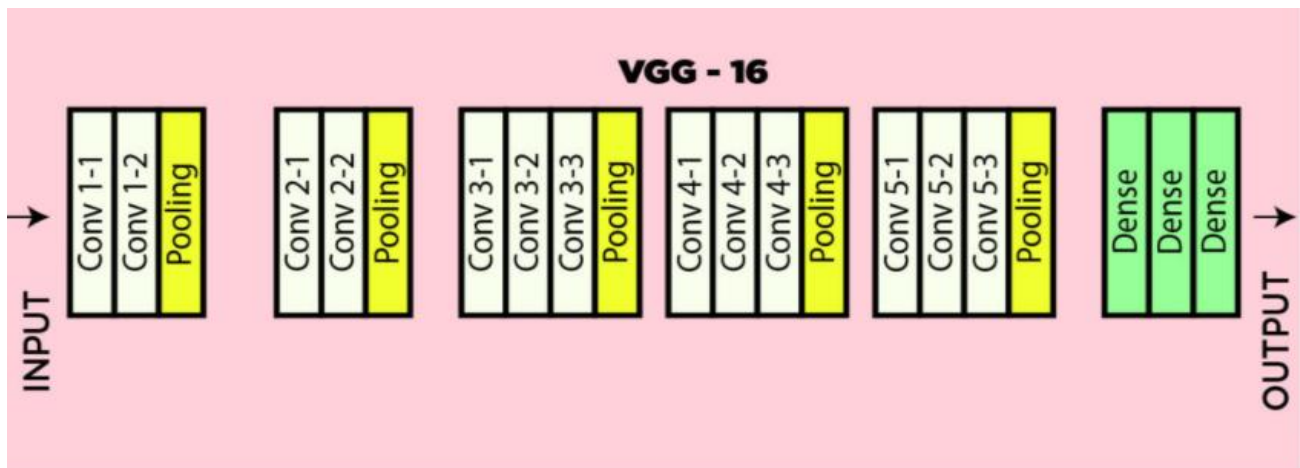 VGG - 16
INPUT
Conv 1-1
Conv 1-2
Pooling
Conv 2-1
Conv 2-2
Pooling
Conv 3-1
Conv 3-2
Conv 3-3
Pooling
Conv 4-1
Conv 4-2
Conv 4-3
Pooling
Conv 5-1
Conv 5-2
Conv 5-3
Pooling
Dense
Dense
Dense
OUTPUT